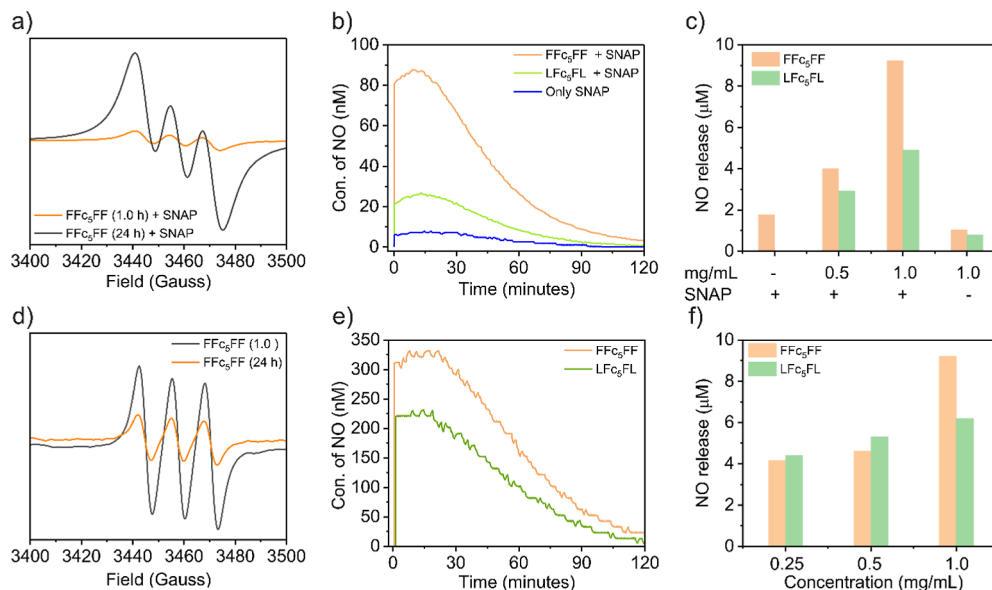 a)
FFc₅FF (1.0 h) + SNAP
FFc₅FF (24 h) + SNAP
3400 3420 3440 3460 3480 3500
Field (Gauss)
b)
FFc₅FF + SNAP
LFc₅FL + SNAP
Only SNAP
100
80
60
40
20
0
Con. of NO (nM)
0 30 60 90 120
Time (minutes)
c)
FFc₅FF
LFc₅FL
10
8
6
4
2
0
NO release (μM)
mg/mL - 0.5 1.0 1.0
SNAP + + + -
d)
FFc₅FF (1.0 )
FFc₅FF (24 h)
3400 3420 3440 3460 3480 3500
Field (Gauss)
e)
FFc₅FF
LFc₅FL
350
300
250
200
150
100
50
0
Con. of NO (nM)
0 30 60 90 120
Time (minutes)
f)
FFc₅FF
LFc₅FL
10
8
6
4
2
0
NO release (μM)
0.25 0.5 1.0
Concentration (mg/mL)